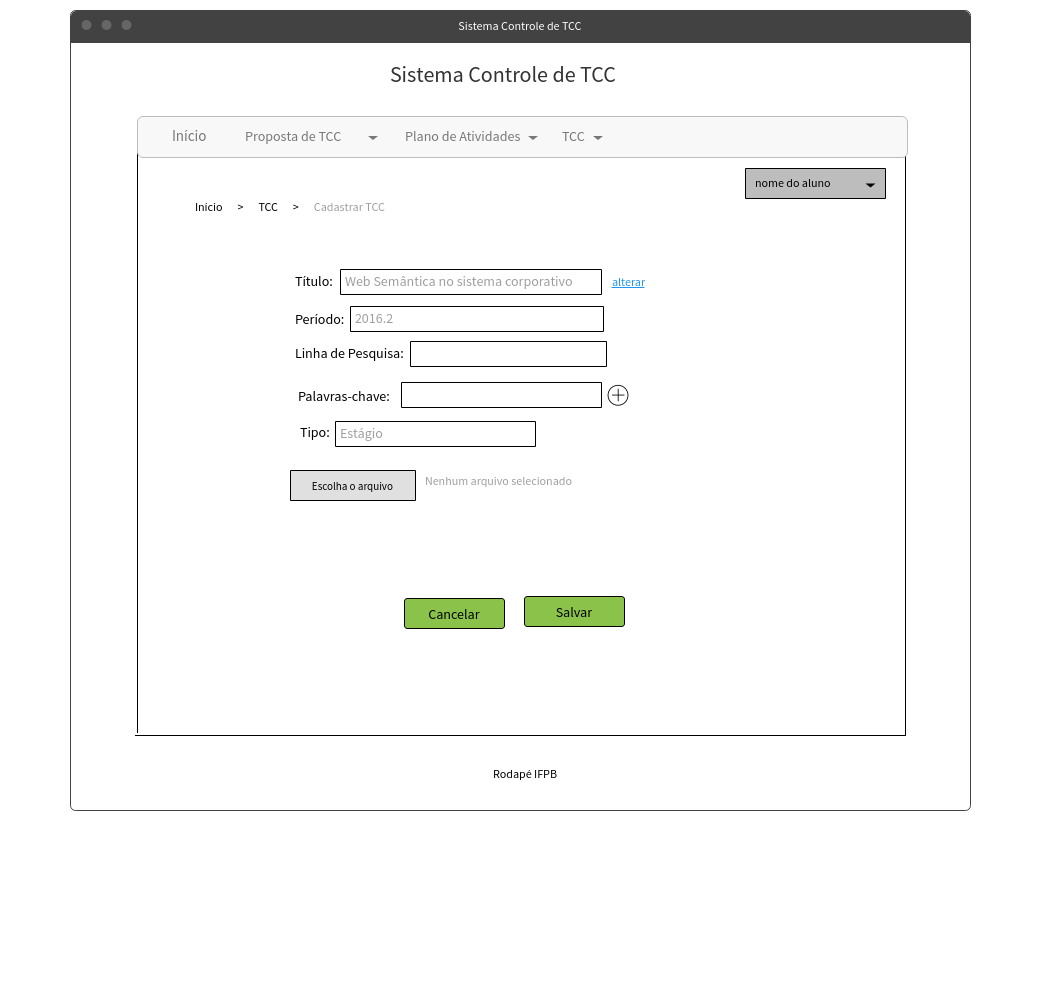 Sistema Controle de TCC
Sistema Controle de TCC
Início Proposta de TCC Plano de Atividades TCC
nome do aluno
Início > TCC > Cadastrar TCC
Título: Web Semântica no sistema corporativo alterar
Período: 2016.2
Linha de Pesquisa:
Palavras-chave:
Tipo: Estágio
Escolha o arquivo Nenhum arquivo selecionado
Cancelar Salvar
Rodapé IFPB